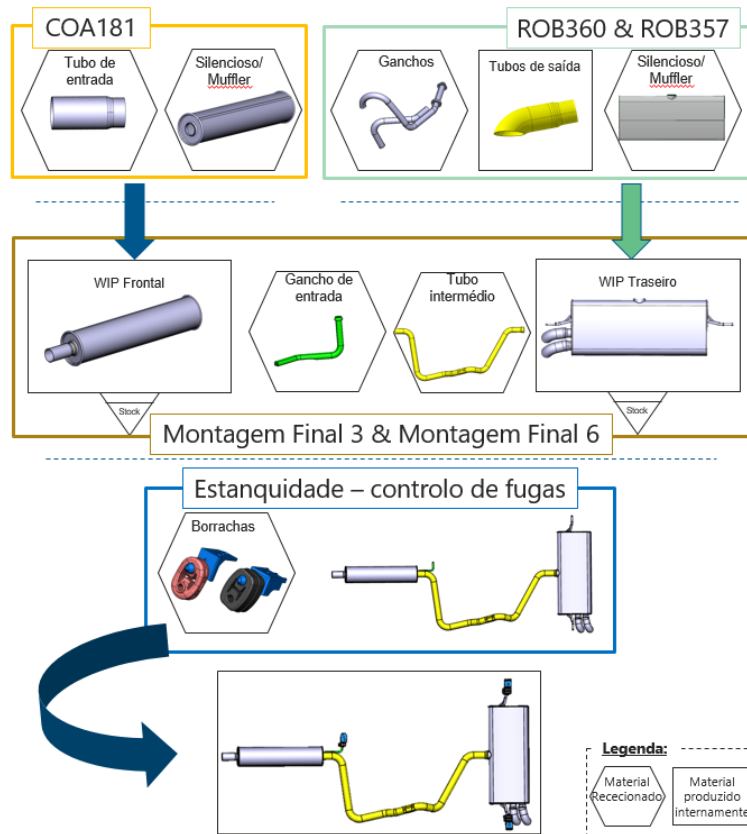 COA181
Tubo de
entrada
Silencioso/
Muffler
ROB360 & ROB357
Ganchos
Tubos de saída
Silencioso/
Muffler
WIP Frontal
Gancho de
entrada
Tubo
intermédio
WIP Traseiro
Stock
Stock
Montagem Final 3 & Montagem Final 6
Estanquidade – controlo de fugas
Borrachas
Legenda:
Material
Rececionado
Material
produzido
internamente